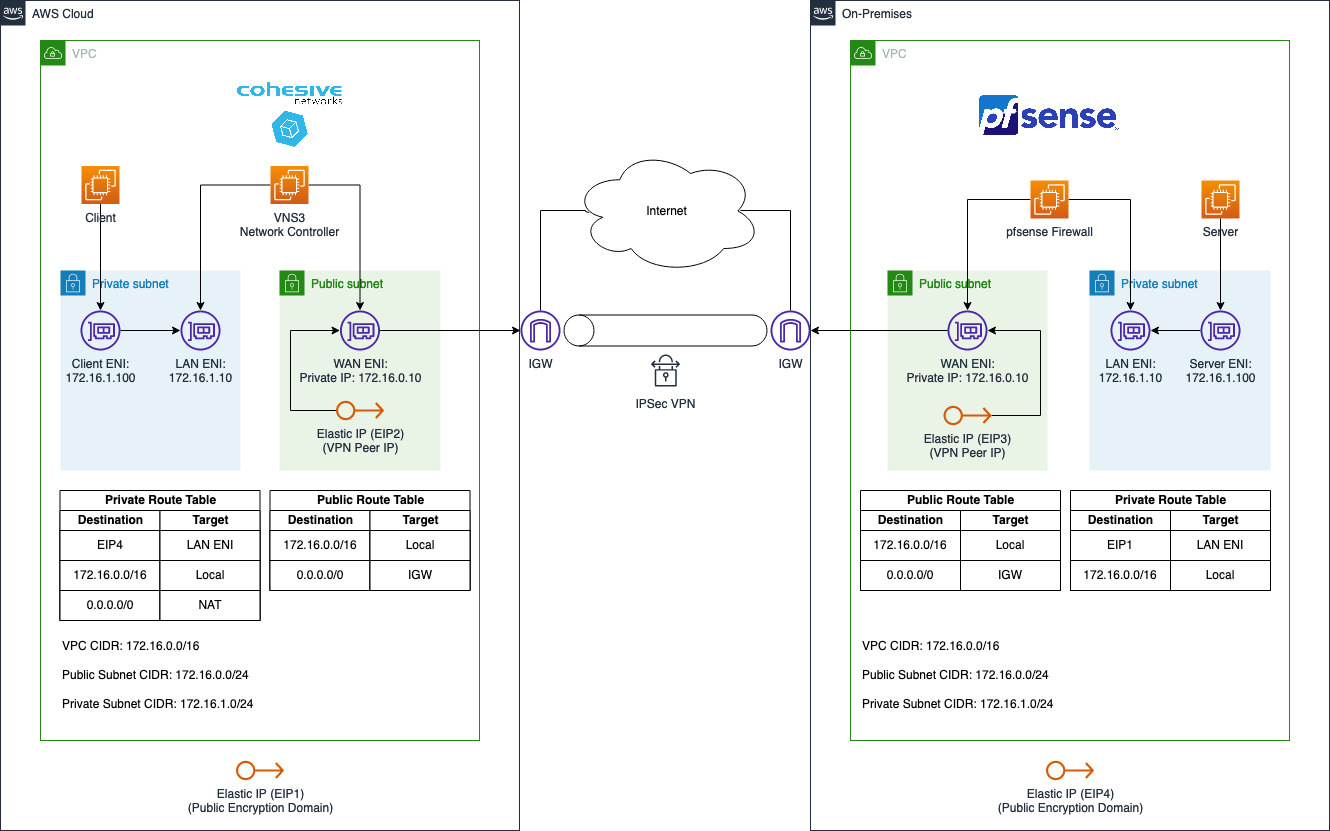 aws
AWS Cloud
VPC
cohesive
networks
Client
VNS3
Network Controller
Private subnet
Public subnet
Client ENI:
172.16.1.100
LAN ENI:
172.16.1.10
WAN ENI:
Private IP: 172.16.0.10
Elastic IP (EIP2)
(VPN Peer IP)
Private Route Table
Destination Target
EIP4 LAN ENI
172.16.0.0/16 Local
0.0.0.0/0 NAT
Public Route Table
Destination Target
172.16.0.0/16 Local
0.0.0.0/0 IGW
VPC CIDR: 172.16.0.0/16
Public Subnet CIDR: 172.16.0.0/24
Private Subnet CIDR: 172.16.1.0/24
Elastic IP (EIP1)
(Public Encryption Domain)
Internet
IGW
IGW
IPSec VPN
aws
On-Premises
VPC
pfsense
pfsense Firewall
Server
Public subnet
Private subnet
WAN ENI:
Private IP: 172.16.0.10
LAN ENI:
172.16.1.10
Server ENI:
172.16.1.100
Elastic IP (EIP3)
(VPN Peer IP)
Public Route Table
Destination Target
172.16.0.0/16 Local
0.0.0.0/0 IGW
Private Route Table
Destination Target
EIP1 LAN ENI
172.16.0.0/16 Local
VPC CIDR: 172.16.0.0/16
Public Subnet CIDR: 172.16.0.0/24
Private Subnet CIDR: 172.16.1.0/24
Elastic IP (EIP4)
(Public Encryption Domain)